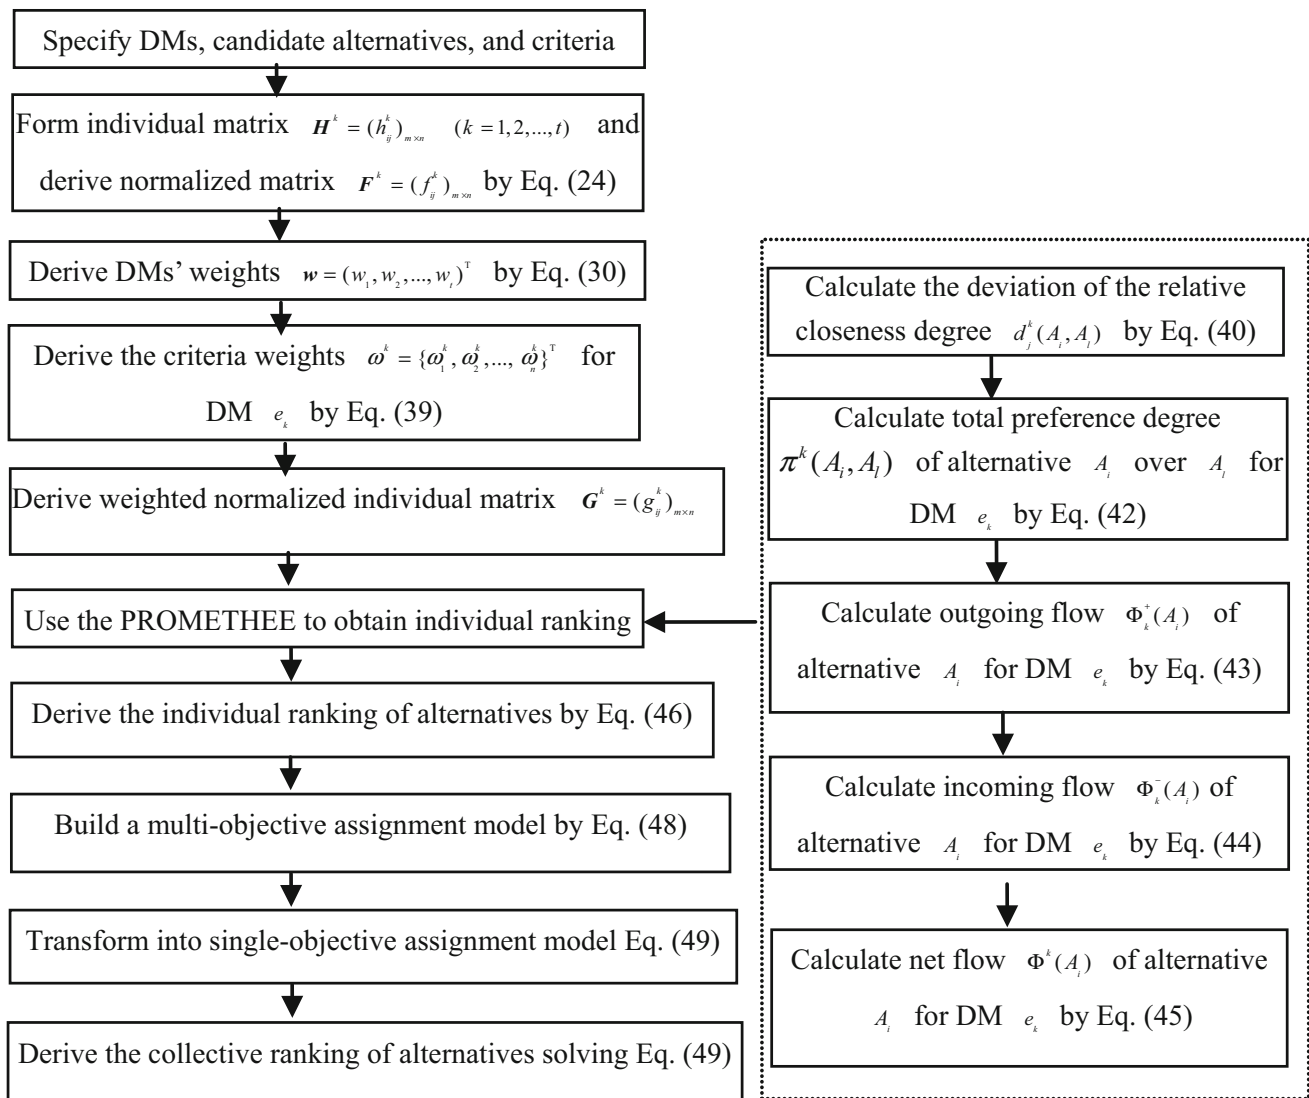 Specify DMs, candidate alternatives, and criteria
Form individual matrix H^k = (h_{ij}^k)_{m×n} (k = 1,2,...,t) and
derive normalized matrix F^k = (f_{ij}^k)_{m×n} by Eq. (24)
Derive DMs' weights w = (w_1, w_2,..., w_t)^T by Eq. (30)
Derive the criteria weights ω^k = {ω_1^k, ω_2^k,..., ω_n^k}^T for
DM e_k by Eq. (39)
Derive weighted normalized individual matrix G^k = (g_{ij}^k)_{m×n}
Use the PROMETHEE to obtain individual ranking
Derive the individual ranking of alternatives by Eq. (46)
Build a multi-objective assignment model by Eq. (48)
Transform into single-objective assignment model Eq. (49)
Derive the collective ranking of alternatives solving Eq. (49)
Calculate the deviation of the relative
closeness degree d_j^k(A_i, A_l) by Eq. (40)
Calculate total preference degree
π^k(A_i, A_l) of alternative A_i over A_l for
DM e_k by Eq. (42)
Calculate outgoing flow Φ_k^+(A_i) of
alternative A_i for DM e_k by Eq. (43)
Calculate incoming flow Φ_k^-(A_i) of
alternative A_i for DM e_k by Eq. (44)
Calculate net flow Φ^k(A_i) of alternative
A_i for DM e_k by Eq. (45)